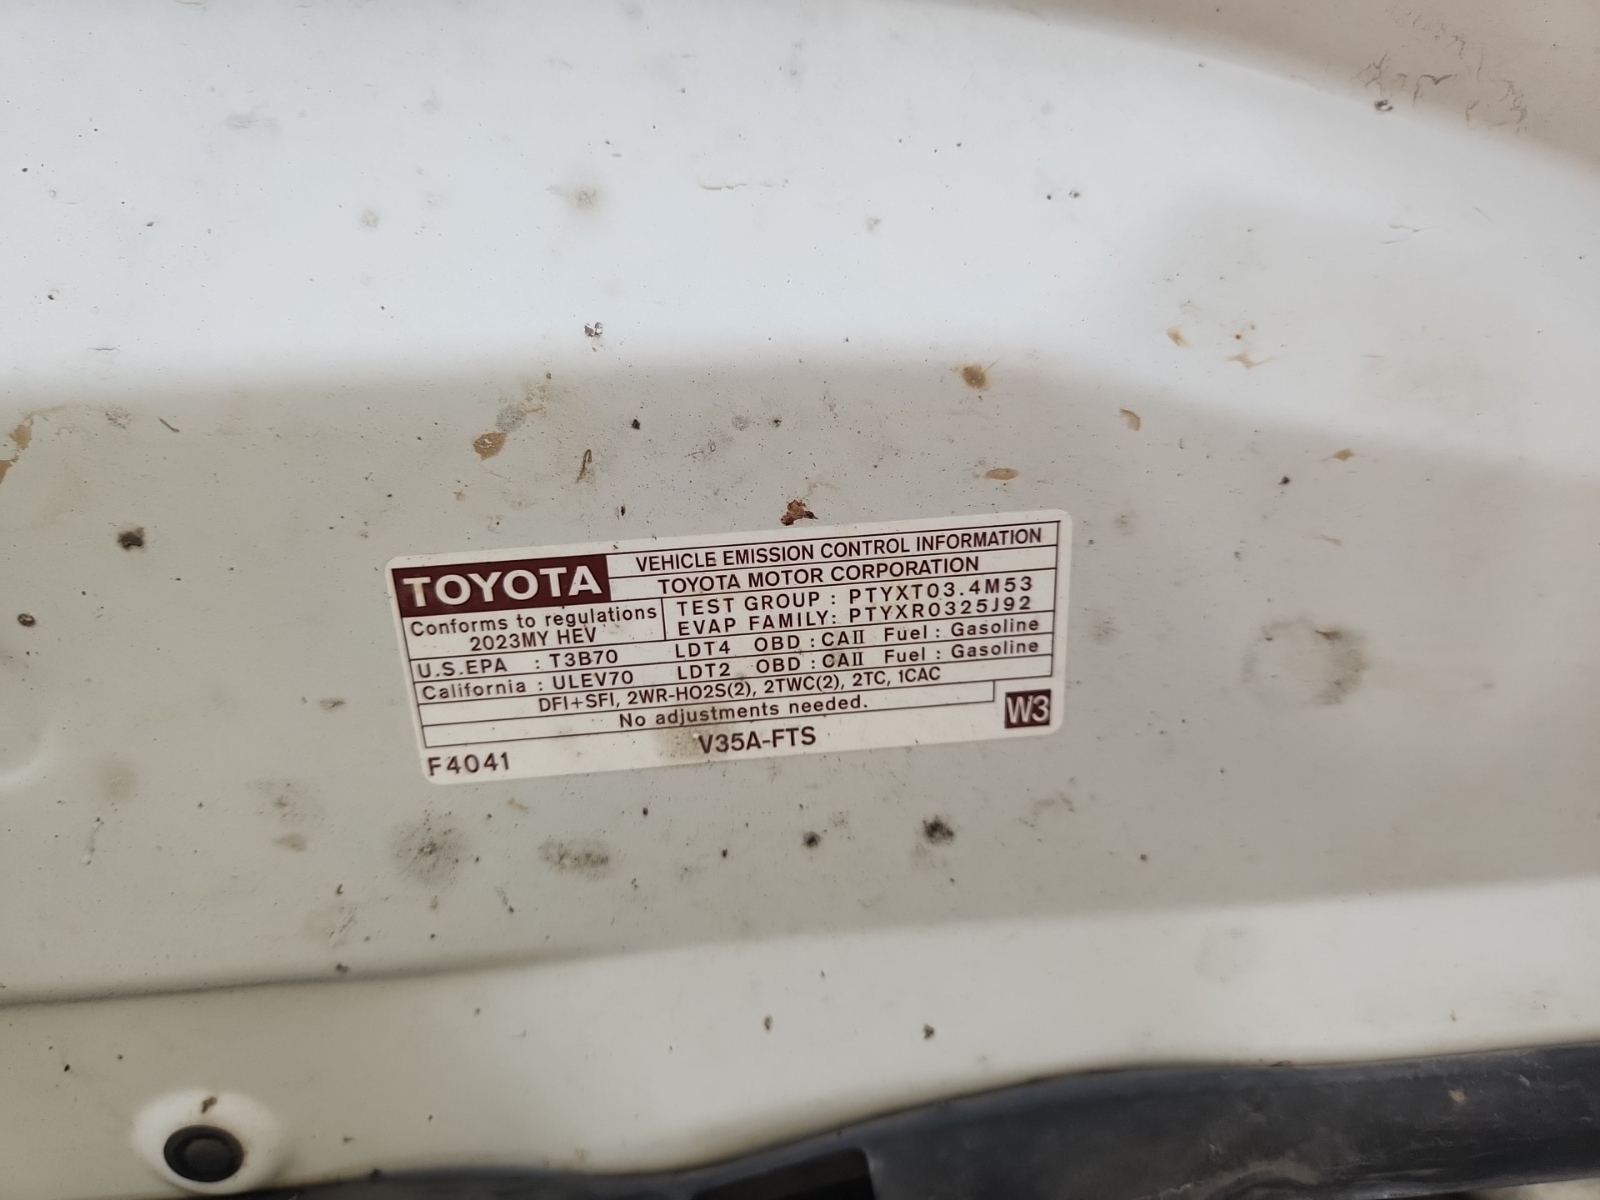 TOYOTA
VEHICLE EMISSION CONTROL INFORMATION
TOYOTA MOTOR CORPORATION
Conforms to regulations
2023MY HEV
TEST GROUP : PTYXT03.4M53
EVAP FAMILY: PTYXR0325J92
U.S.EPA : T3B70 LDT4 OBD : CAII Fuel : Gasoline
California : ULEV70 LDT2 OBD : CAII Fuel : Gasoline
DFI+SFI, 2WR-HO2S(2), 2TWC(2), 2TC, 1CAC
No adjustments needed.
W3
F4041 V35A-FTS